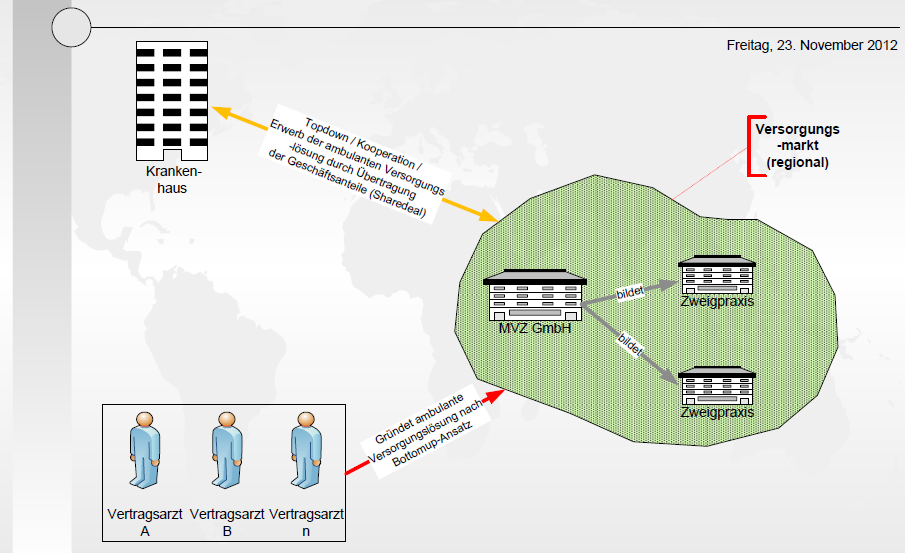 Freitag, 23. November 2012
Kranken-
haus
Topdown / Kooperation /
Erwerb der ambulanten Versorgungs
-lösung durch Übertragung
der Geschäftsanteile (Sharedeal)
Versorgungs
-markt
(regional)
MVZ GmbH
bildet
Zweigpraxis
bildet
Zweigpraxis
Gründet ambulante
Versorgungslösung nach
Bottomup-Ansatz
Vertragsarzt
A
Vertragsarzt
B
Vertragsarzt
n